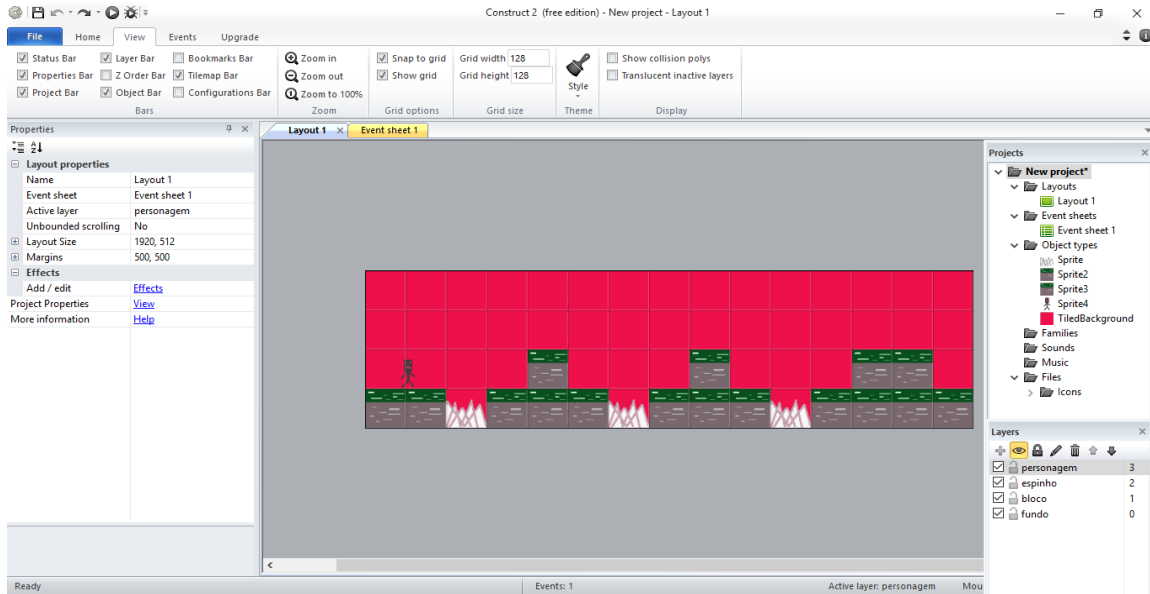 Construct 2 (free edition) - New project - Layout 1
File Home View Events Upgrade
Status Bar Layer Bar Bookmarks Bar Zoom in Snap to grid Grid width 128 Show collision polys
Properties Bar Z Order Bar Tilemap Bar Zoom out Show grid Grid height 128 Translucent inactive layers
Project Bar Object Bar Configurations Bar Zoom to 100% Style
Bars Zoom Grid options Grid size Theme Display
Properties
Layout 1 Event sheet 1
Layout properties
Name Layout 1
Event sheet Event sheet 1
Active layer personagem
Unbounded scrolling No
Layout Size 1920, 512
Margins 500, 500
Effects
Add / edit Effects
Project Properties View
More information Help
Projects
New project*
Layouts
Layout 1
Event sheets
Event sheet 1
Object types
Sprite
Sprite2
Sprite3
Sprite4
TiledBackground
Families
Sounds
Music
Files
Icons
Layers
personagem 3
espinho 2
bloco 1
fundo 0
Ready Events: 1 Active layer: personagem Mou